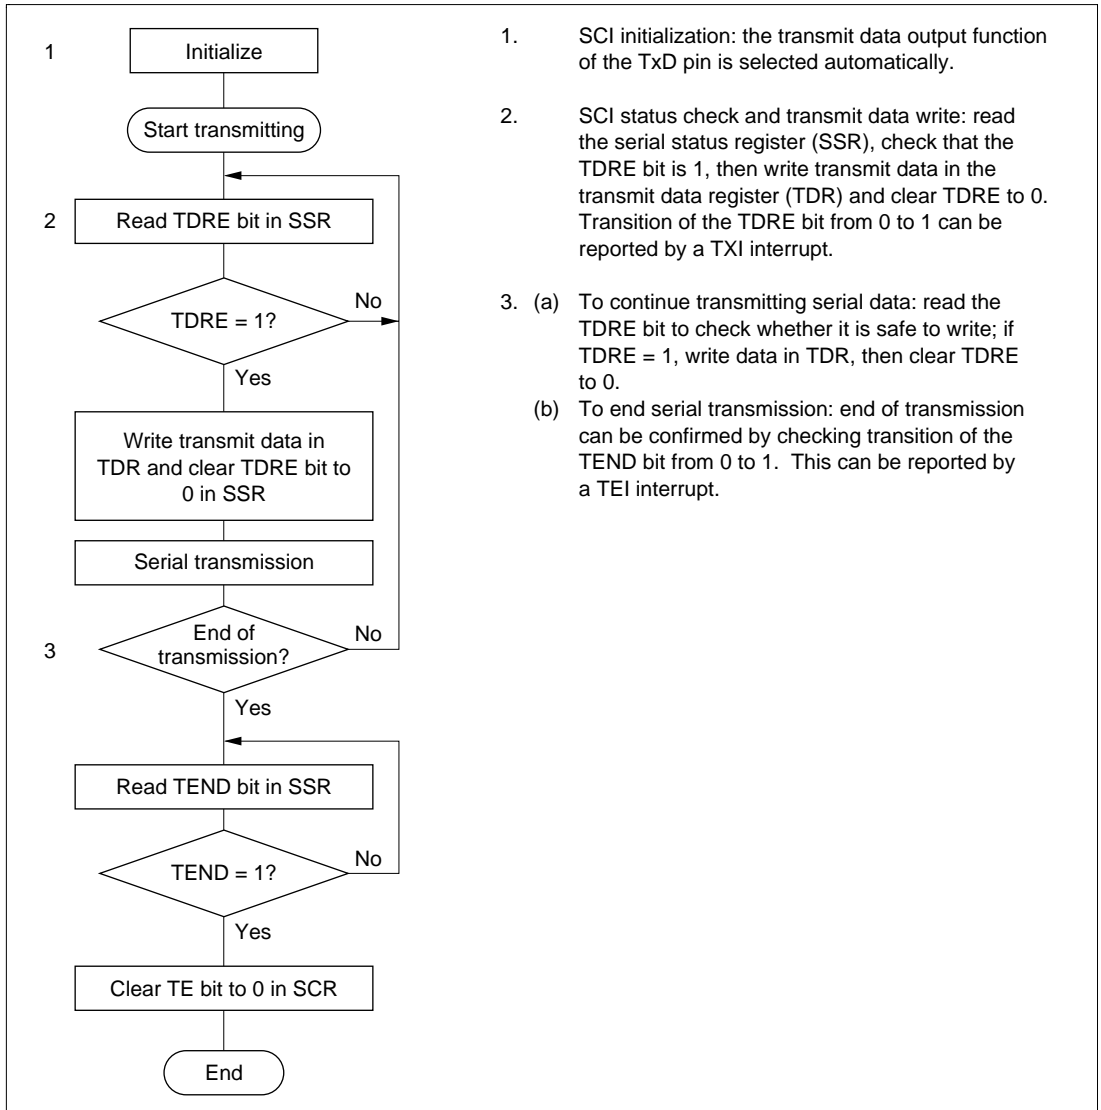 1
Initialize
Start transmitting
2
Read TDRE bit in SSR
TDRE = 1?
No
Yes
Write transmit data in
TDR and clear TDRE bit to
0 in SSR
Serial transmission
3
End of
transmission?
No
Yes
Read TEND bit in SSR
TEND = 1?
No
Yes
Clear TE bit to 0 in SCR
End
1. SCI initialization: the transmit data output function
of the TxD pin is selected automatically.
2. SCI status check and transmit data write: read
the serial status register (SSR), check that the
TDRE bit is 1, then write transmit data in the
transmit data register (TDR) and clear TDRE to 0.
Transition of the TDRE bit from 0 to 1 can be
reported by a TXI interrupt.
3. (a) To continue transmitting serial data: read the
TDRE bit to check whether it is safe to write; if
TDRE = 1, write data in TDR, then clear TDRE
to 0.
(b) To end serial transmission: end of transmission
can be confirmed by checking transition of the
TEND bit from 0 to 1. This can be reported by
a TEI interrupt.